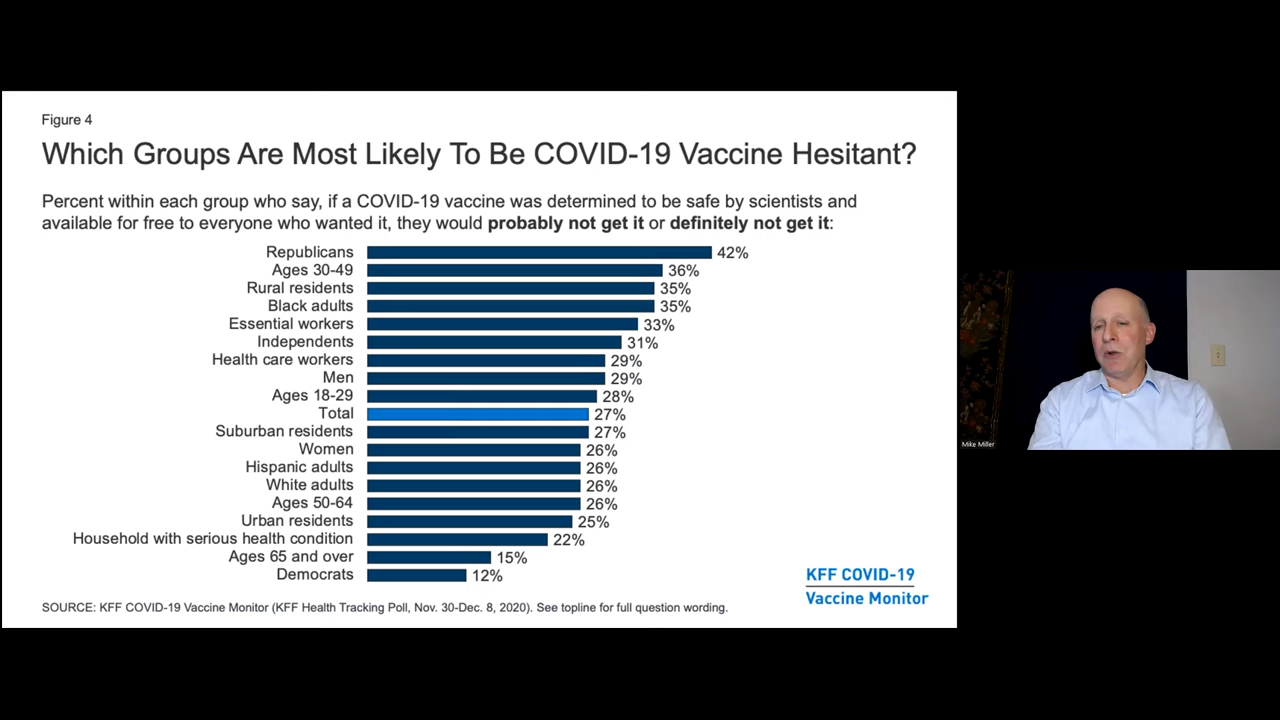 Figure 4
Which Groups Are Most Likely To Be COVID-19 Vaccine Hesitant?
Percent within each group who say, if a COVID-19 vaccine was determined to be safe by scientists and
available for free to everyone who wanted it, they would probably not get it or definitely not get it:
Republicans 42%
Ages 30-49 36%
Rural residents 35%
Black adults 35%
Essential workers 33%
Independents 31%
Health care workers 29%
Men 29%
Ages 18-29 28%
Total 27%
Suburban residents 27%
Women 26%
Hispanic adults 26%
White adults 26%
Ages 50-64 26%
Urban residents 25%
Household with serious health condition 22%
Ages 65 and over 15%
Democrats 12%
KFF COVID-19
Vaccine Monitor
SOURCE: KFF COVID-19 Vaccine Monitor (KFF Health Tracking Poll, Nov. 30-Dec. 8, 2020). See topline for full question wording.
Mike Miller